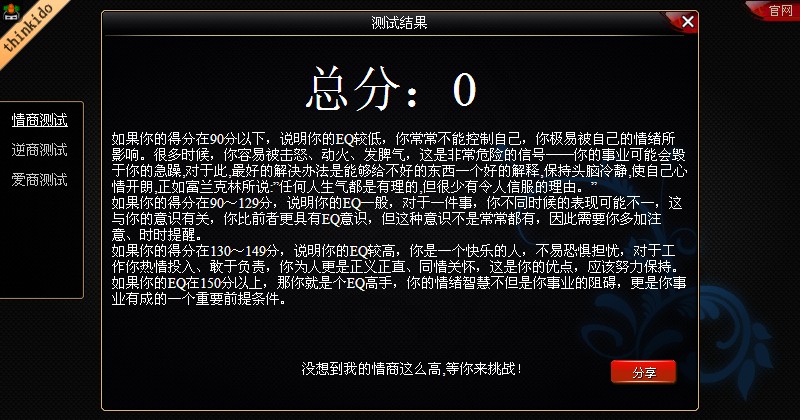 thinkido
测试结果
官网
情商测试
逆商测试
爱商测试
总分：0
如果你的得分在90分以下，说明你的EQ较低，你常常不能控制自己，你极易被自己的情绪所
影响。很多时候，你容易被击怒、动火、发脾气，这是非常危险的信号——你的事业可能会毁
于你的急躁,对于此,最好的解决办法是能够给不好的东西一个好的解释,保持头脑冷静,使自己心
情开朗,正如富兰克林所说:”任何人生气都是有理的,但很少有令人信服的理由。”
如果你的得分在90～129分，说明你的EQ一般，对于一件事，你不同时候的表现可能不一，这
与你的意识有关，你比前者更具有EQ意识，但这种意识不是常常都有，因此需要你多加注
意、时时提醒。
如果你的得分在130～149分，说明你的EQ较高，你是一个快乐的人，不易恐惧担忧，对于工
作你热情投入、敢于负责，你为人更是正义正直、同情关怀，这是你的优点，应该努力保持。
如果你的EQ在150分以上，那你就是个EQ高手，你的情绪智慧不但是你事业的阻碍，更是你事
业有成的一个重要前提条件。
没想到我的情商这么高,等你来挑战!
分享